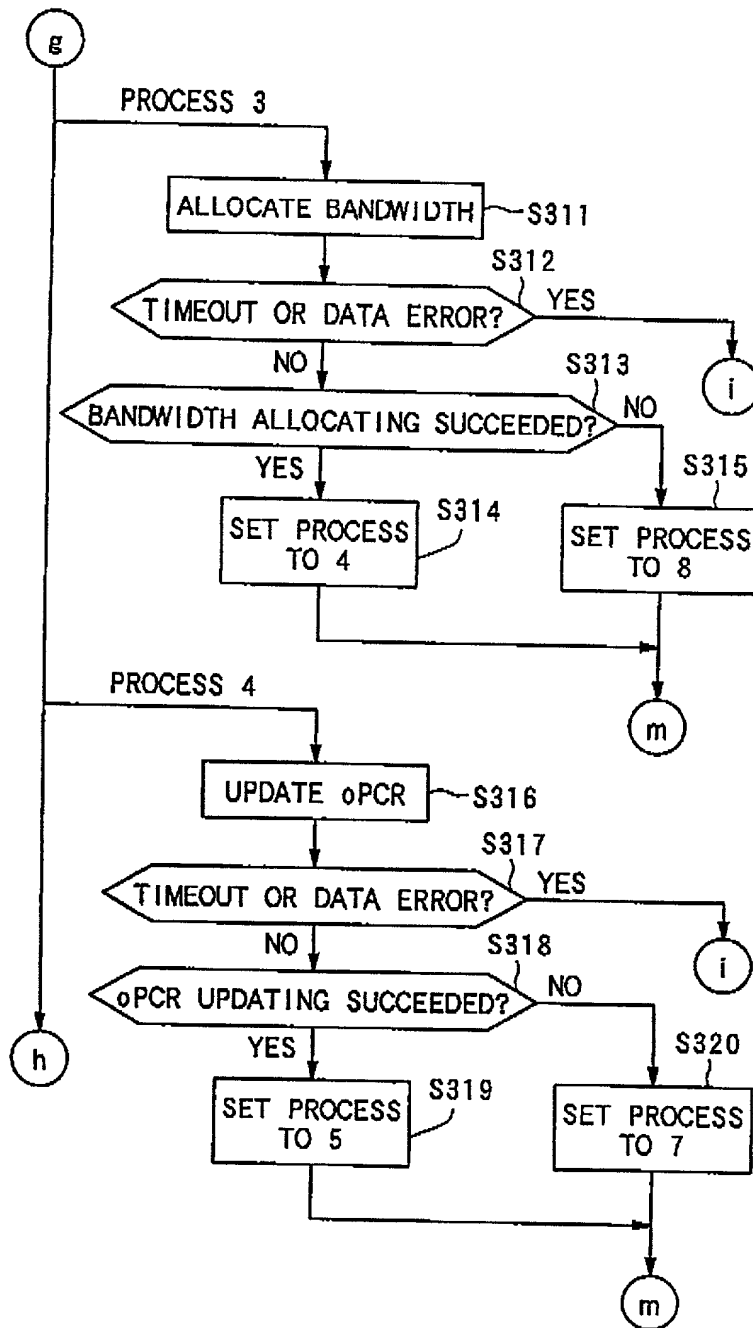 g
PROCESS 3
ALLOCATE BANDWIDTH
S311
S312
TIMEOUT OR DATA ERROR?
YES
NO
i
S313
BANDWIDTH ALLOCATING SUCCEEDED?
NO
YES
S314
SET PROCESS
TO 4
S315
SET PROCESS
TO 8
m
PROCESS 4
UPDATE oPCR
S316
S317
TIMEOUT OR DATA ERROR?
YES
NO
i
S318
oPCR UPDATING SUCCEEDED?
NO
YES
h
S319
SET PROCESS
TO 5
S320
SET PROCESS
TO 7
m